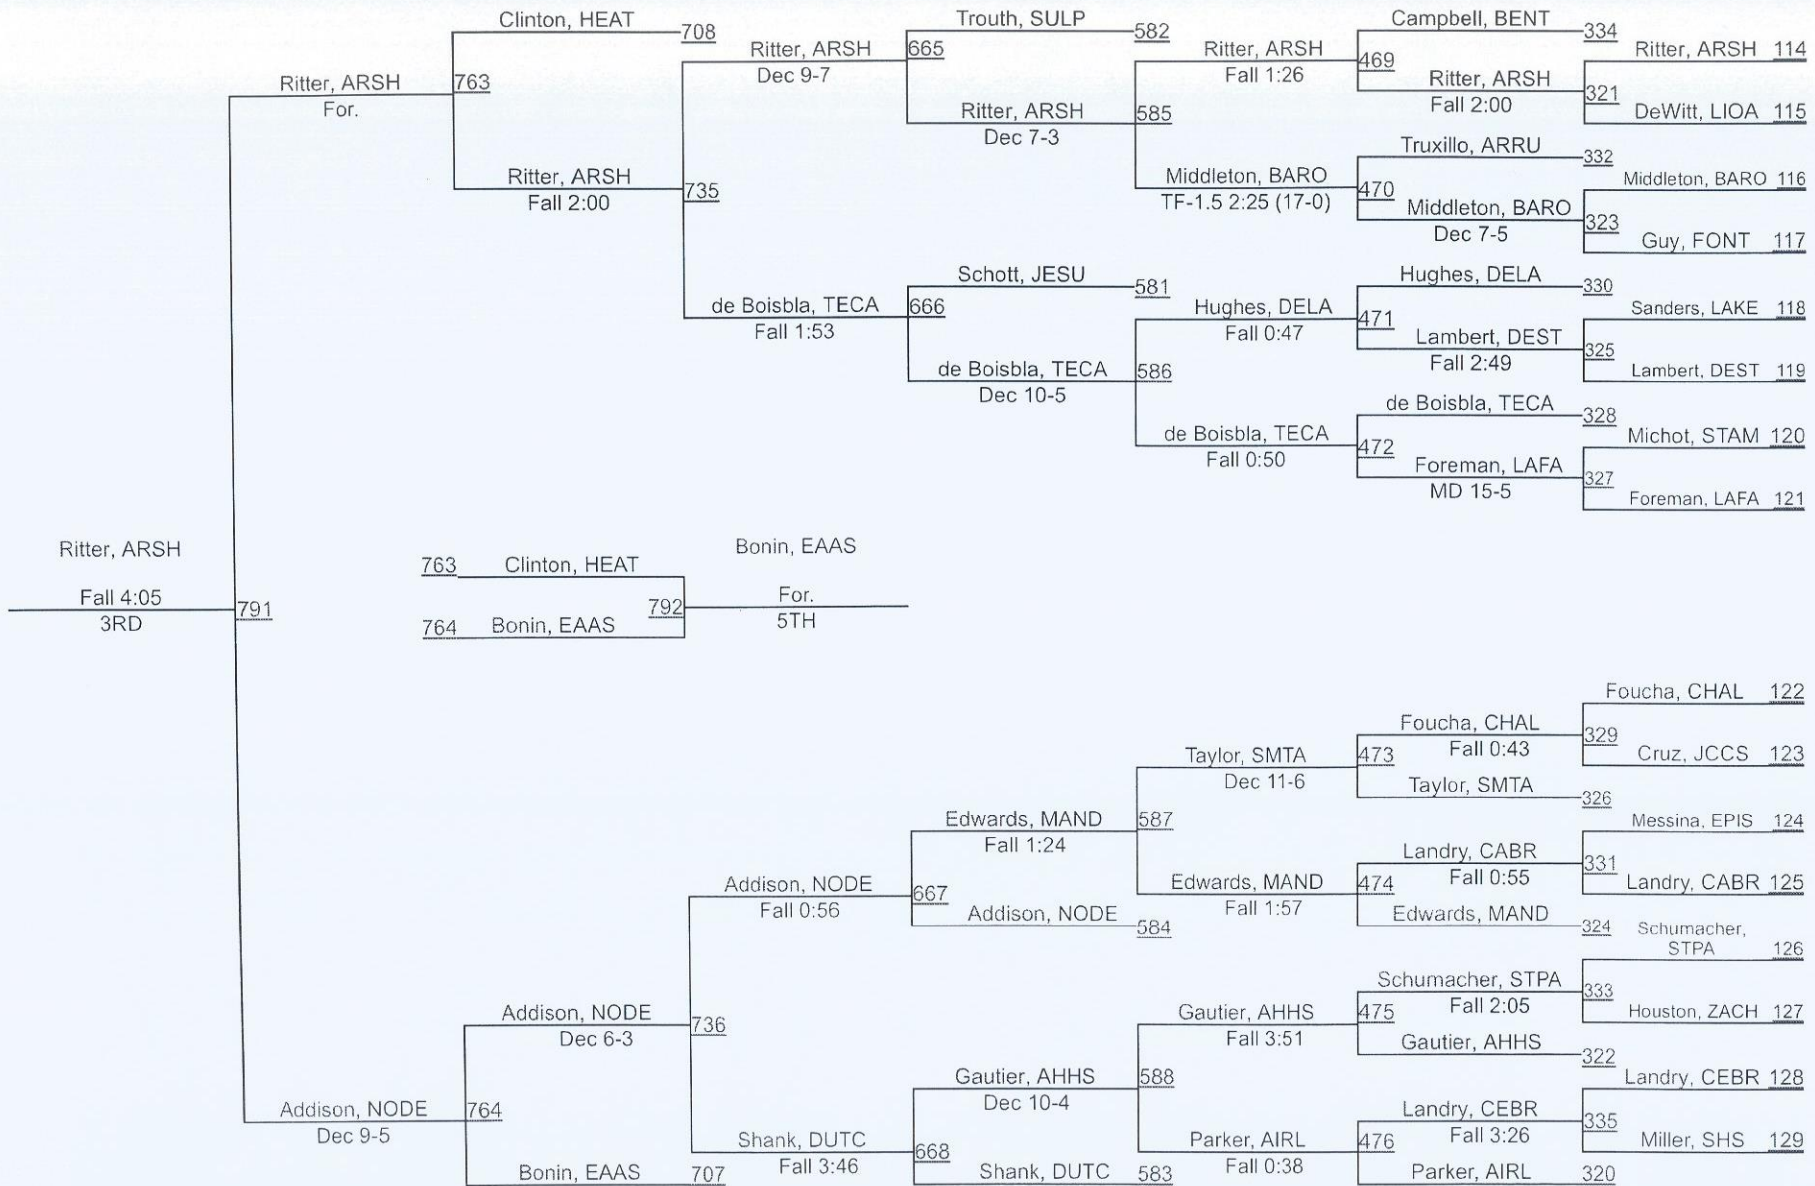 Clinton, HEAT 708
Trouth, SULP 582
Campbell, BENT 334
Ritter, ARSH 114
Ritter, ARSH 665
Dec 9-7
Ritter, ARSH 469
Fall 1:26
Ritter, ARSH 763
For.
Ritter, ARSH 321
Fall 2:00
DeWitt, LIOA 115
Ritter, ARSH 585
Dec 7-3
Truxillo, ARRU 332
Middleton, BARO 116
Ritter, ARSH 735
Fall 2:00
Middleton, BARO 470
TF-1.5 2:25 (17-0)
Middleton, BARO 323
Dec 7-5
Guy, FONT 117
Schott, JESU 581
Hughes, DELA 330
Sanders, LAKE 118
de Boisbla, TECA 666
Fall 1:53
Hughes, DELA 471
Fall 0:47
Lambert, DEST 325
Fall 2:49
Lambert, DEST 119
de Boisbla, TECA 586
Dec 10-5
de Boisbla, TECA 328
Michot, STAM 120
de Boisbla, TECA 472
Fall 0:50
Foreman, LAFA 327
MD 15-5
Foreman, LAFA 121
Ritter, ARSH
Fall 4:05 791
3RD
763 Clinton, HEAT
Bonin, EAAS
792 For.
5TH
764 Bonin, EAAS
Foucha, CHAL 122
Foucha, CHAL 329
Fall 0:43
Taylor, SMTA 473
Dec 11-6
Cruz, JCCS 123
Taylor, SMTA 326
Edwards, MAND 587
Fall 1:24
Messina, EPIS 124
Landry, CABR 331
Fall 0:55
Addison, NODE 667
Fall 0:56
Edwards, MAND 474
Fall 1:57
Landry, CABR 125
Addison, NODE 584
Edwards, MAND 324
Schumacher,
STPA 126
Schumacher, STPA 333
Fall 2:05
Addison, NODE 736
Dec 6-3
Gautier, AHHS 475
Fall 3:51
Houston, ZACH 127
Gautier, AHHS 322
Gautier, AHHS 588
Dec 10-4
Landry, CEBR 128
Addison, NODE 764
Dec 9-5
Landry, CEBR 335
Fall 3:26
Shank, DUTC 668
Fall 3:46
Parker, AIRL 476
Fall 0:38
Miller, SHS 129
Bonin, EAAS 707
Shank, DUTC 583
Parker, AIRL 320